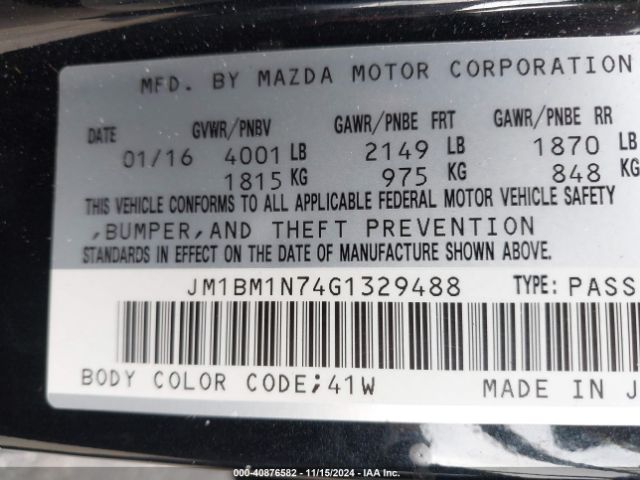 MFD. BY MAZDA MOTOR CORPORATION
DATE GVWR/PNBV GAWR/PNBE FRT GAWR/PNBE RR
01/16 4001 LB 2149 LB 1870 LB
1815 KG 975 KG 848 KG
THIS VEHICLE CONFORMS TO ALL APPLICABLE FEDERAL MOTOR VEHICLE SAFETY
,BUMPER,AND THEFT PREVENTION
STANDARDS IN EFFECT ON THE DATE OF MANUFACTURE SHOWN ABOVE.
JM1BM1N74G1329488 TYPE: PASS
BODY COLOR CODE;41W MADE IN J
000-40876582 - 11/15/2024 - IAA Inc.